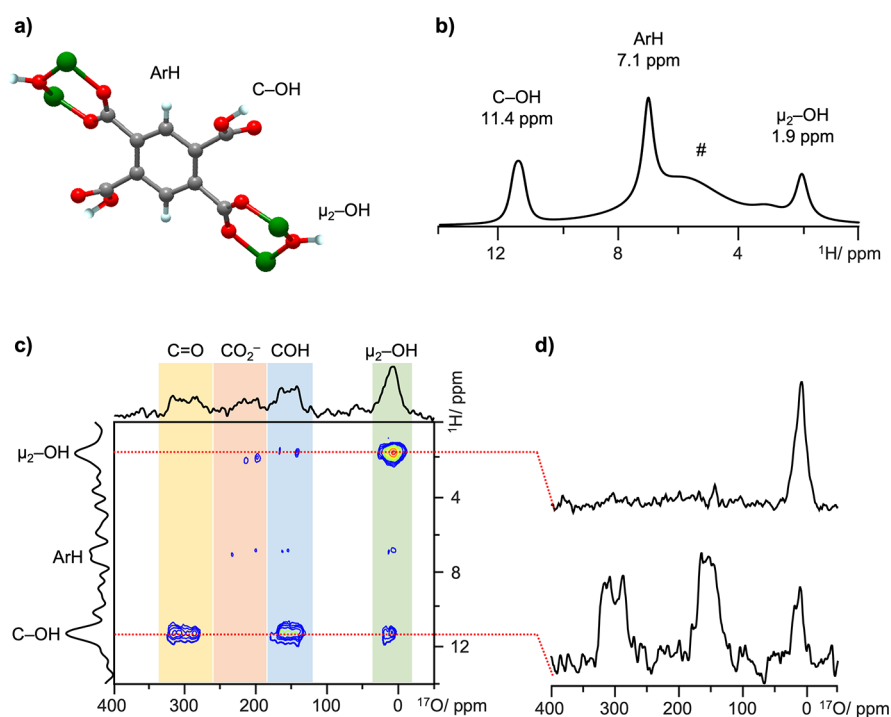 a)
ArH
C–OH
μ₂–OH
b)
ArH
7.1 ppm
C–OH
11.4 ppm
#
μ₂–OH
1.9 ppm
12
8
4
¹H/ ppm
c)
C=O
CO₂⁻
COH
μ₂–OH
¹H/ ppm
μ₂–OH
4
ArH
8
C–OH
12
400
300
200
100
0
¹⁷O/ ppm
d)
400
300
200
100
0
¹⁷O/ ppm